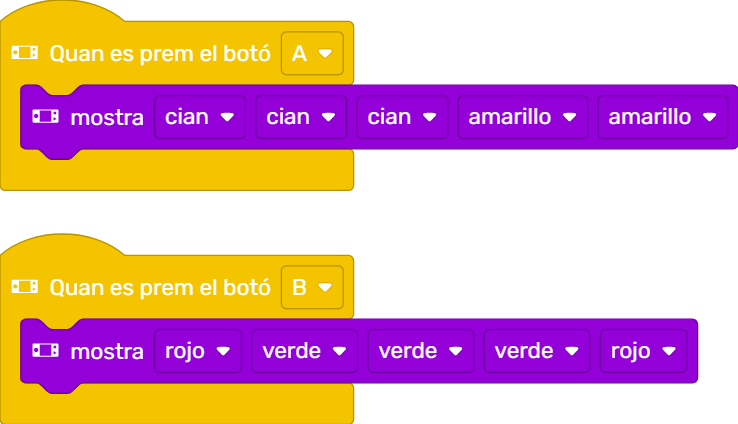 Quan es prem el botó A
mostra cian cian cian amarillo amarillo
Quan es prem el botó B
mostra rojo verde verde verde rojo